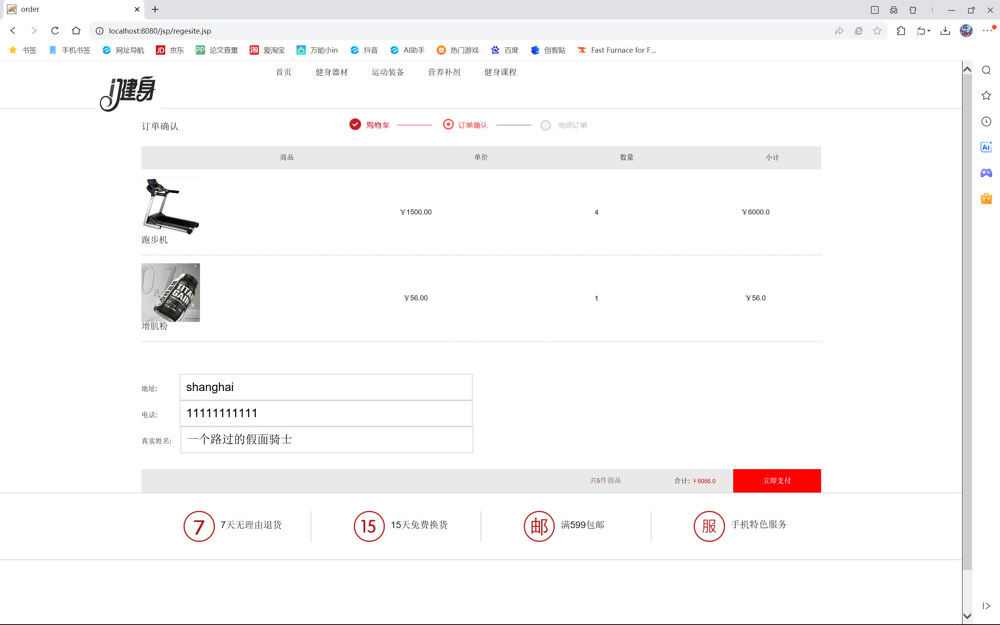 order
localhost:8080/jsp/regesite.jsp
书签 手机书签 网址导航 JD 京东 PP 论文查重 淘 爱淘宝 万能小in 抖音 AI助手 热门游戏 du 百度 创客贴 Fast Furnace for F...
首页 健身器材 运动装备 营养补剂 健身课程
i健身
订单确认 购物车 订单确认 完成订单
商品 单价 数量 小计
￥1500.00 4 ￥6000.0
跑步机
0.7%
TITAN
GAIN
￥56.00 1 ￥56.0
增肌粉
地址: shanghai
电话: 11111111111
真实姓名: 一个路过的假面骑士
共5件商品 合计: ￥6056.0 立即支付
7 7天无理由退货 15 15天免费换货 邮 满599包邮 服 手机特色服务